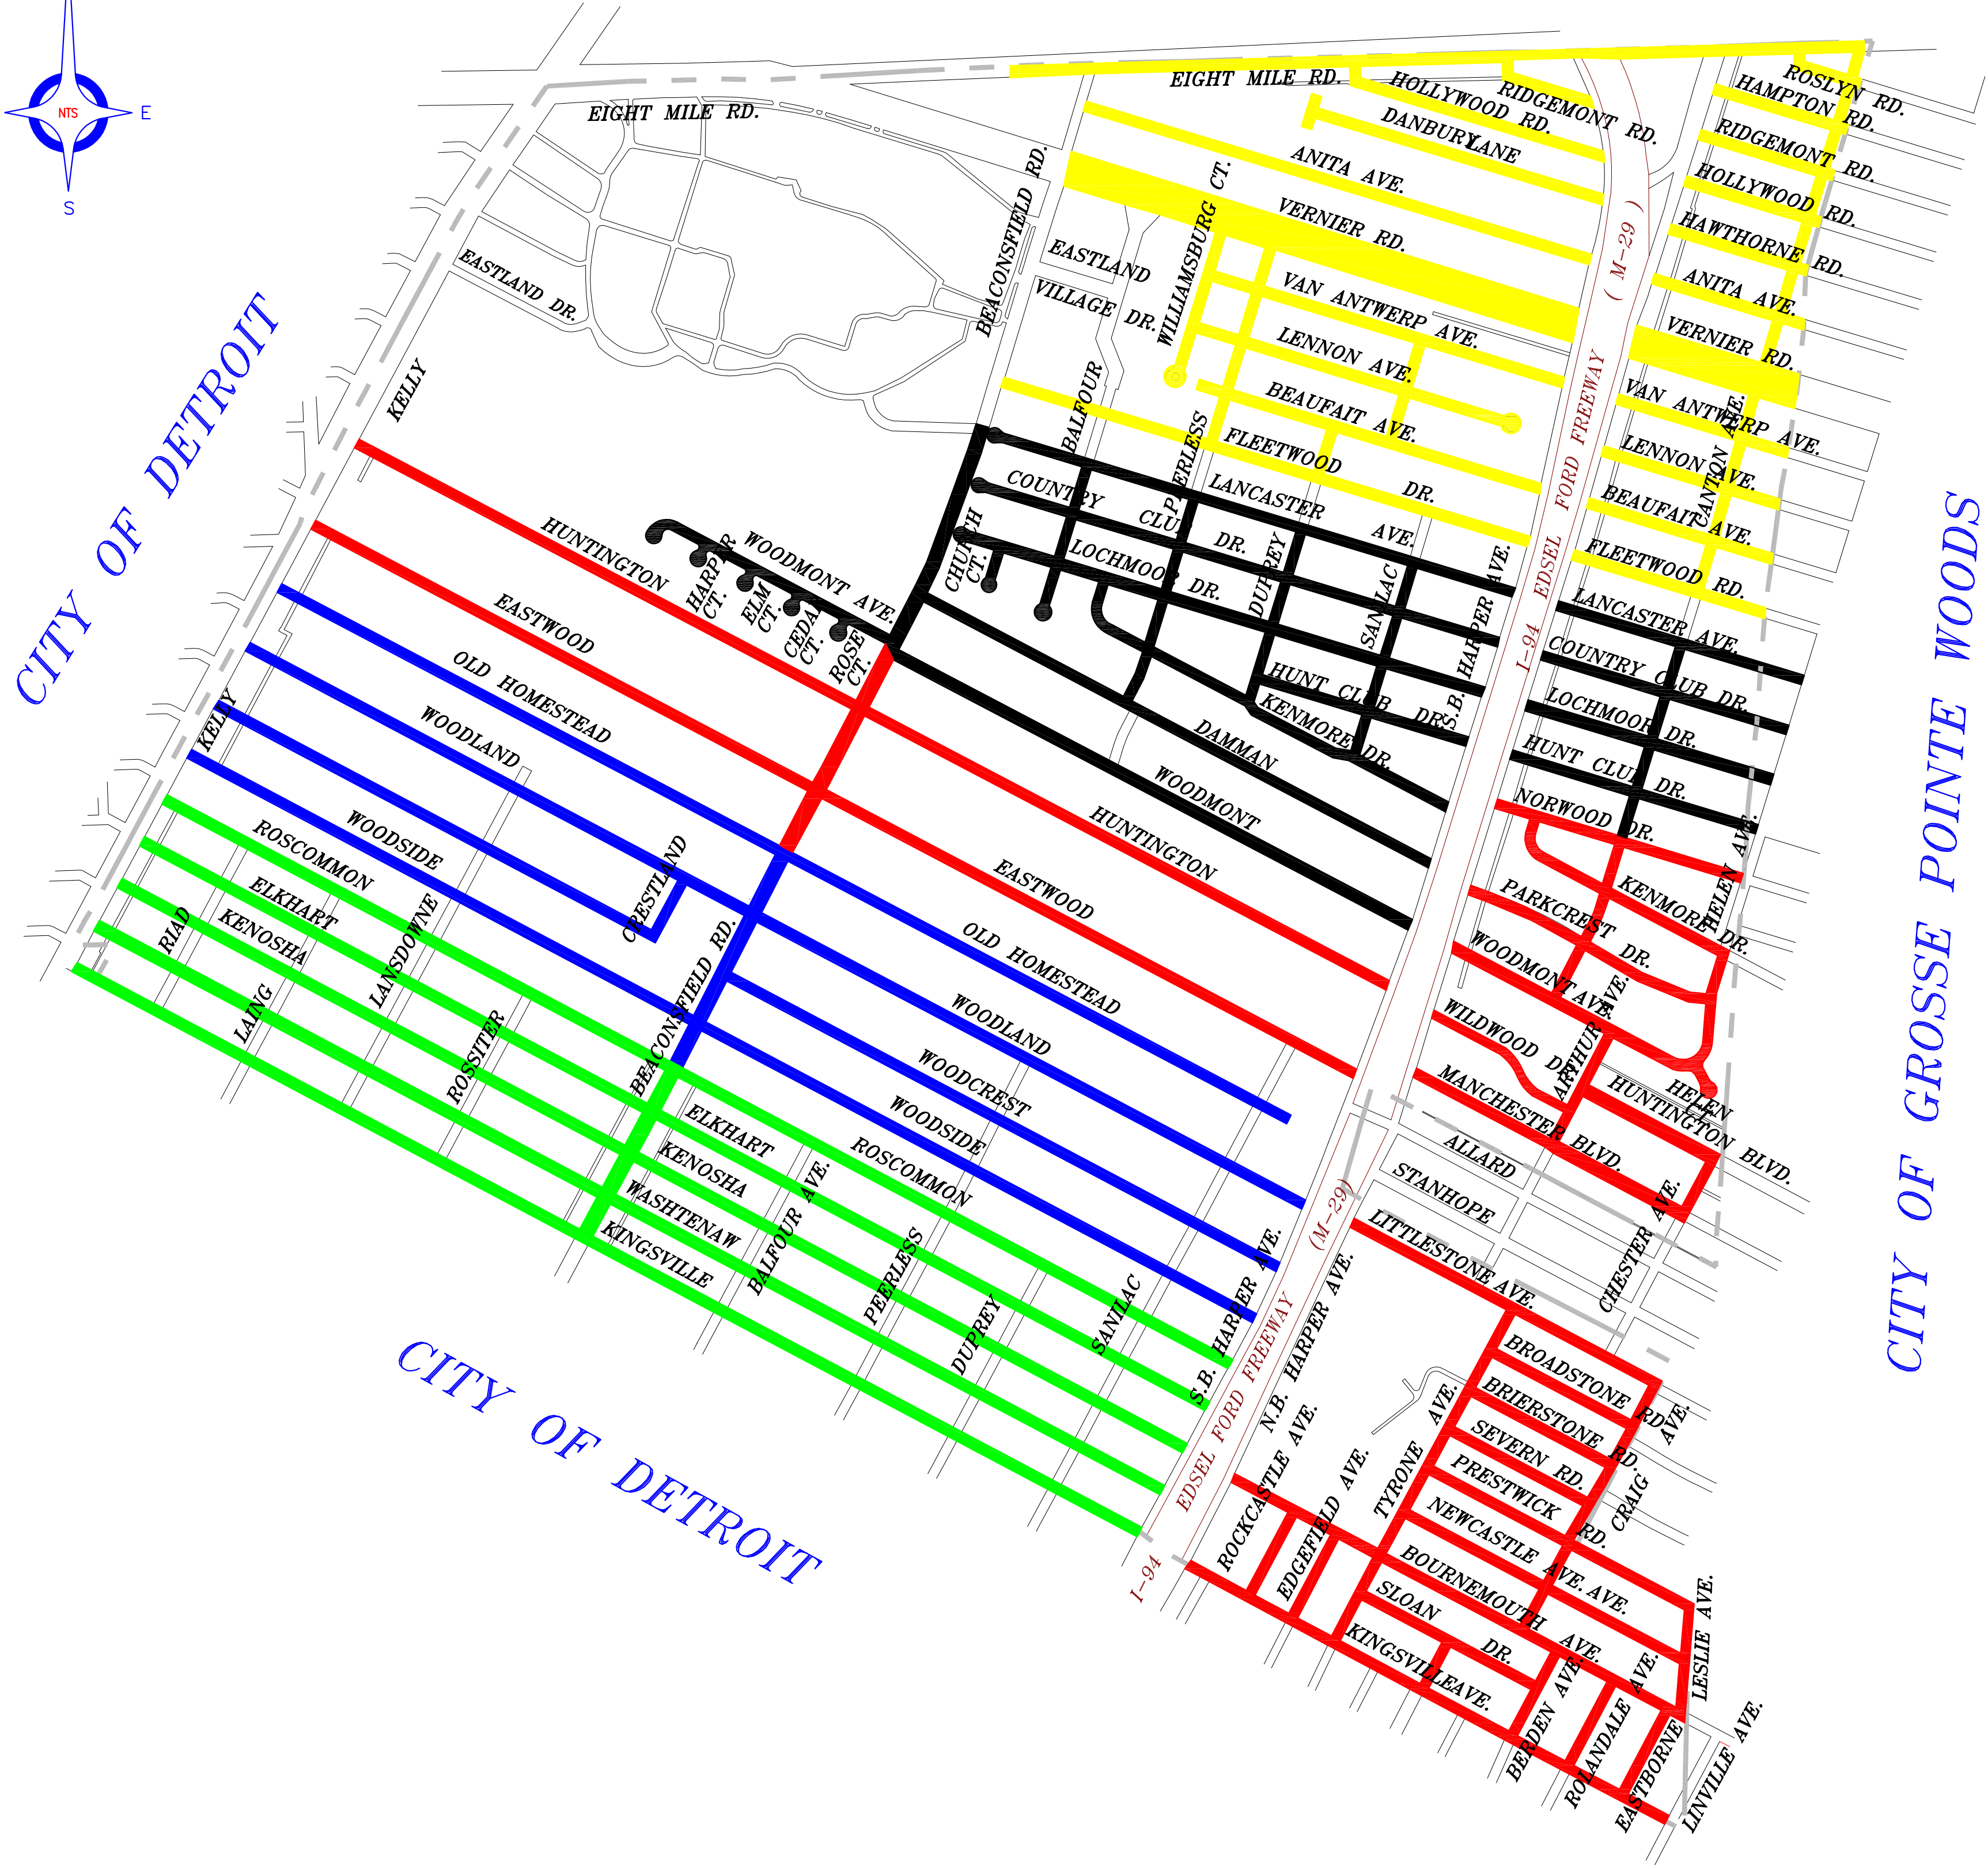 NTS
E
S
EIGHT MILE RD.
EIGHT MILE RD.
HOLLYWOOD RD.
RIDGEMONT RD.
ROSLYN RD.
HAMPTON RD.
RIDGEMONT RD.
HOLLYWOOD RD.
HAWTHORNE RD.
ANITA AVE.
VERNIER RD.
VAN ANTWERP AVE.
LENNON AVE.
CANTON AVE.
BEAUFAIT AVE.
FLEETWOOD RD.
DANBURY LANE
ANITA AVE.
VERNIER RD.
WILLIAMSBURG CT.
BEACONSFIELD RD.
EASTLAND
VILLAGE DR.
EASTLAND DR.
VAN ANTWERP AVE.
LENNON AVE.
BEAUFAIT AVE.
FLEETWOOD DR.
BALFOUR
PEERLESS
( M-29 )
I-94 EDSEL FORD FREEWAY
KELLY
CITY OF DETROIT
LANCASTER AVE.
COUNTRY CLUB DR.
LOCHMOOR DR.
CHURCH CT.
DUPREY
SANILAC
S.B. HARPER AVE.
HUNT CLUB DR.
KENMORE DR.
DAMMAN
WOODMONT
WOODMONT AVE.
HARPER CT.
ELM CT.
CEDAR CT.
ROSE CT.
HUNTINGTON
EASTWOOD
OLD HOMESTEAD
WOODLAND
KELLY
WOODSIDE
CRESTLAND
ROSCOMMON
ELKHART
KENOSHA
RIAD
LAING
LANSDOWNE
ROSSITER
BEACONSFIELD RD.
HUNTINGTON
EASTWOOD
OLD HOMESTEAD
WOODLAND
WOODCREST
WOODSIDE
ROSCOMMON
ELKHART
KENOSHA
WASHTENAW
KINGSVILLE
BALFOUR AVE.
PEERLESS
DUPREY
SANILAC
S.B. HARPER AVE.
I-94 EDSEL FORD FREEWAY (M-29)
N.B. HARPER AVE.
CITY OF DETROIT
CITY OF GROSSE POINTE WOODS
LANCASTER AVE.
COUNTRY CLUB DR.
LOCHMOOR DR.
HUNT CLUB DR.
NORWOOD DR.
HELEN AVE.
KENMORE DR.
PARKCREST DR.
WOODMONT AVE.
ARTHUR AVE.
WILDWOOD DR.
HELEN CT.
HUNTINGTON BLVD.
MANCHESTER BLVD.
ALLARD
STANHOPE
CHESTER AVE.
LITTLESTONE AVE.
BROADSTONE RD.
BRIERSTONE RD.
SEVERN RD.
PRESTWICK RD.
CRAIG AVE.
NEWCASTLE AVE.
AVE.
TYRONE AVE.
ROCKCASTLE AVE.
EDGEFIELD AVE.
BOURNEMOUTH AVE.
SLOAN DR.
KINGSVILLE AVE.
LESLIE AVE.
BERDEN AVE.
ROLANDALE AVE.
EASTBORNE
LINVILLE AVE.